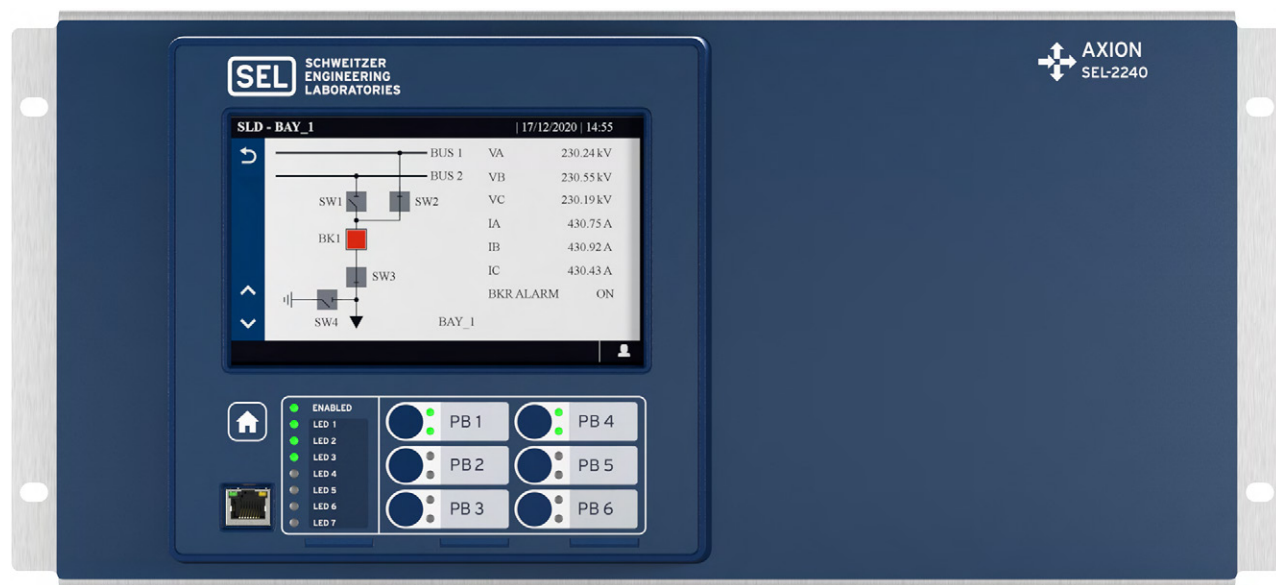 SEL SCHWEITZER
ENGINEERING
LABORATORIES
AXION
SEL-2240
SLD - BAY_1 | 17/12/2020 | 14:55
BUS 1 VA 230.24 kV
BUS 2 VB 230.55 kV
SW1 SW2 VC 230.19 kV
IA 430.75 A
BK1 IB 430.92 A
SW3 IC 430.43 A
BKR ALARM ON
SW4 BAY_1
ENABLED
LED 1
LED 2
LED 3
LED 4
LED 5
LED 6
LED 7
PB 1 PB 4
PB 2 PB 5
PB 3 PB 6